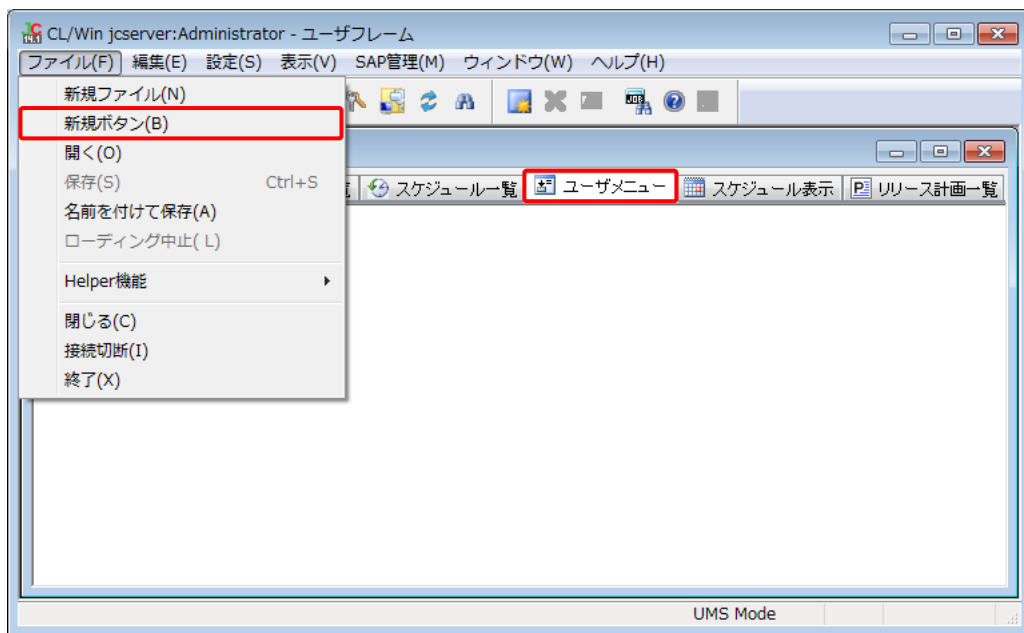 CL/Win jcserver:Administrator - ユーザフレーム
ファイル(F) 編集(E) 設定(S) 表示(V) SAP管理(M) ウィンドウ(W) ヘルプ(H)
新規ファイル(N)
新規ボタン(B)
開く(O)
保存(S) Ctrl+S
名前を付けて保存(A)
ローディング中止( L)
Helper機能
閉じる(C)
接続切断(I)
終了(X)
スケジュール一覧 ユーザメニュー スケジュール表示 リリース計画一覧
UMS Mode